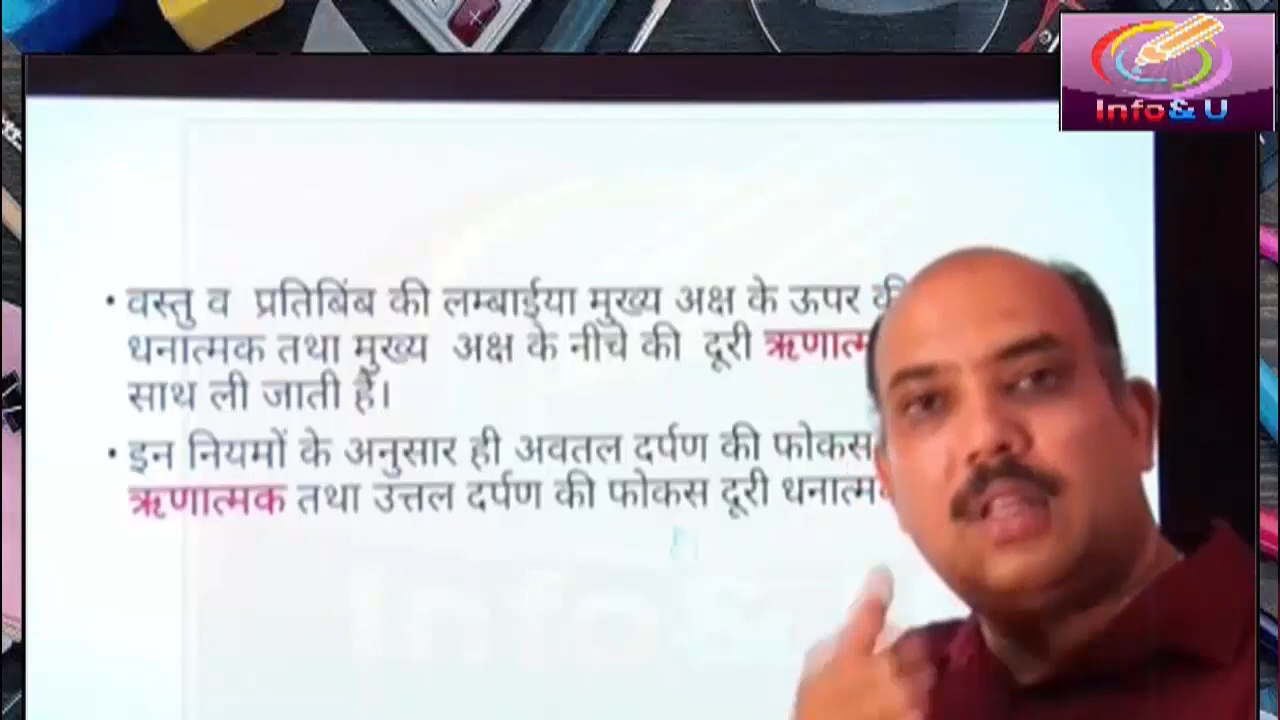 Info & U
• वस्तु व प्रतिबिंब की लम्बाईया मुख्य अक्ष के ऊपर की
धनात्मक तथा मुख्य अक्ष के नीचे की दूरी
साथ ली जाती हैं।
• इन नियमों के अनुसार ही अवतल दर्पण की फोकस
ऋणात्मक तथा उत्तल दर्पण की फोकस दूरी
Info&